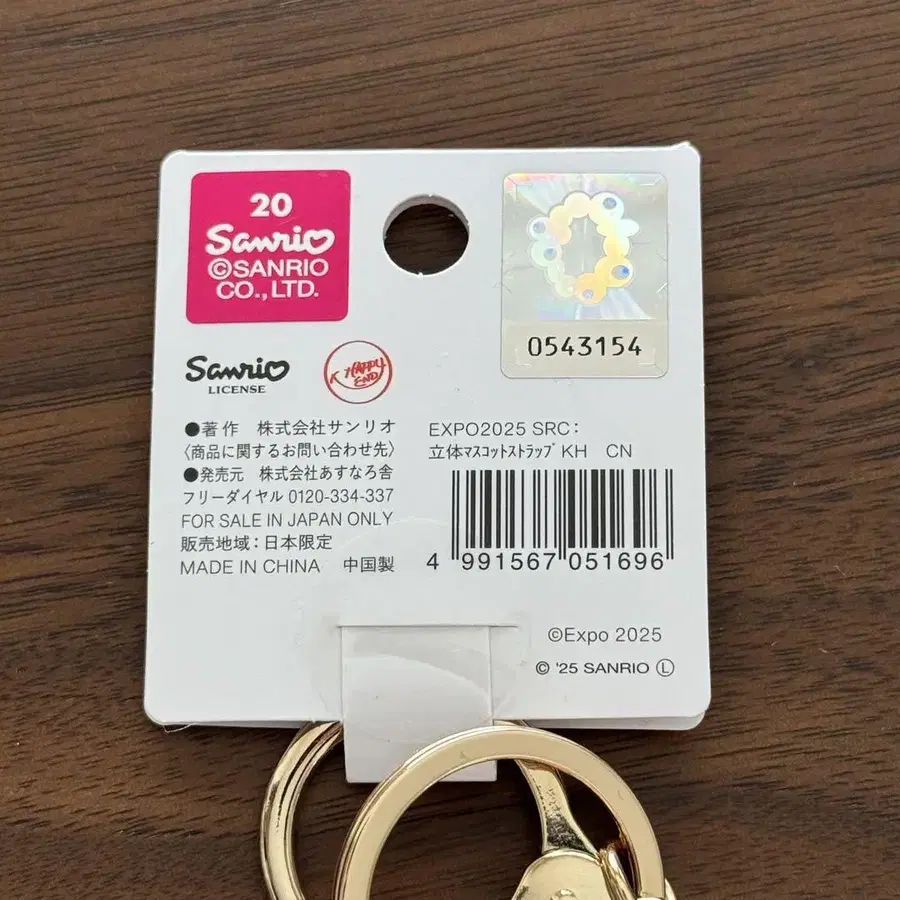 20
Sanrio
©SANRIO
CO., LTD.
0543154
Sanrio
LICENSE
HAPPY
END
●著作 株式会社サンリオ
〈商品に関するお問い合わせ先〉
●発売元 株式会社あすなろ舎
フリーダイヤル 0120-334-337
FOR SALE IN JAPAN ONLY
販売地域：日本限定
MADE IN CHINA 中国製
EXPO2025 SRC：
立体ﾏｽｺｯﾄｽﾄﾗｯﾌﾟ KH CN
4 991567 051696
©Expo 2025
© '25 SANRIO Ⓛ